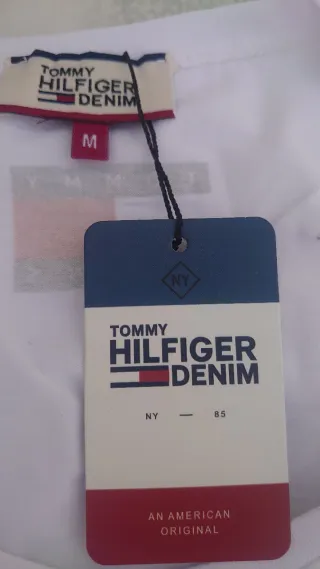 TOMMY
HILFIGER
DENIM
M
NY
TOMMY
HILFIGER
DENIM
NY — 85
AN AMERICAN
ORIGINAL